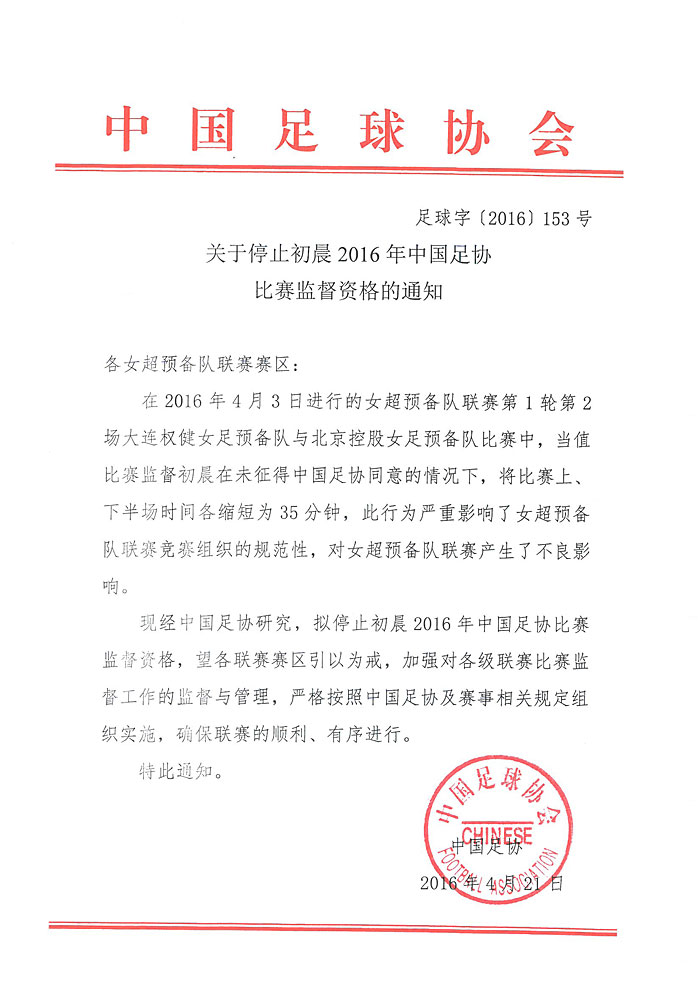 中国足球协会
足球字〔2016〕153号
关于停止初晨2016年中国足协
比赛监督资格的通知
各女超预备队联赛赛区：
在2016年4月3日进行的女超预备队联赛第1轮第2
场大连权健女足预备队与北京控股女足预备队比赛中，当值
比赛监督初晨在未征得中国足协同意的情况下，将比赛上、
下半场时间各缩短为35分钟，此行为严重影响了女超预备
队联赛竞赛组织的规范性，对女超预备队联赛产生了不良影
响。
现经中国足协研究，拟停止初晨2016年中国足协比赛
监督资格，望各联赛赛区引以为戒，加强对各级联赛比赛监
督工作的监督与管理，严格按照中国足协及赛事相关规定组
织实施，确保联赛的顺利、有序进行。
特此通知。
中国足球协会
CHINESE
FOOTBALL ASSOCIATION
中国足协
2016年4月21日